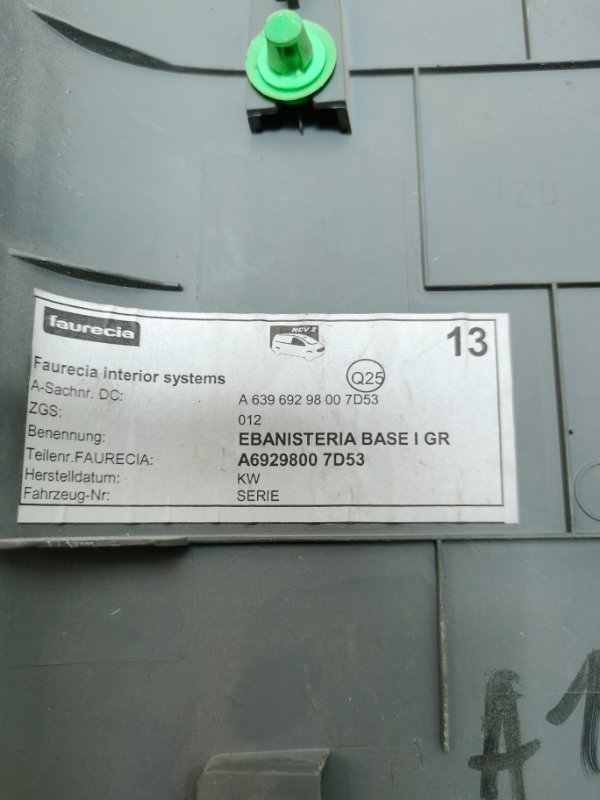 IZU
faurecia
NCV 2
13
Faurecia interior systems
Q25
A-Sachnr. DC: A 639 692 98 00 7D53
ZGS: 012
Benennung: EBANISTERIA BASE I GR
Teilenr.FAURECIA: A6929800 7D53
Herstelldatum: KW
Fahrzeug-Nr: SERIE